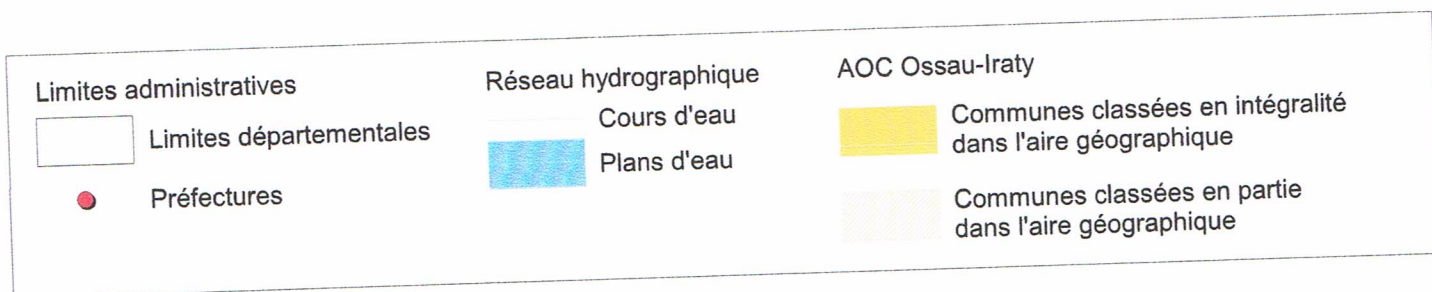 Limites administratives
Limites départementales
Préfectures
Réseau hydrographique
Cours d'eau
Plans d'eau
AOC Ossau-Iraty
Communes classées en intégralité
dans l'aire géographique
Communes classées en partie
dans l'aire géographique